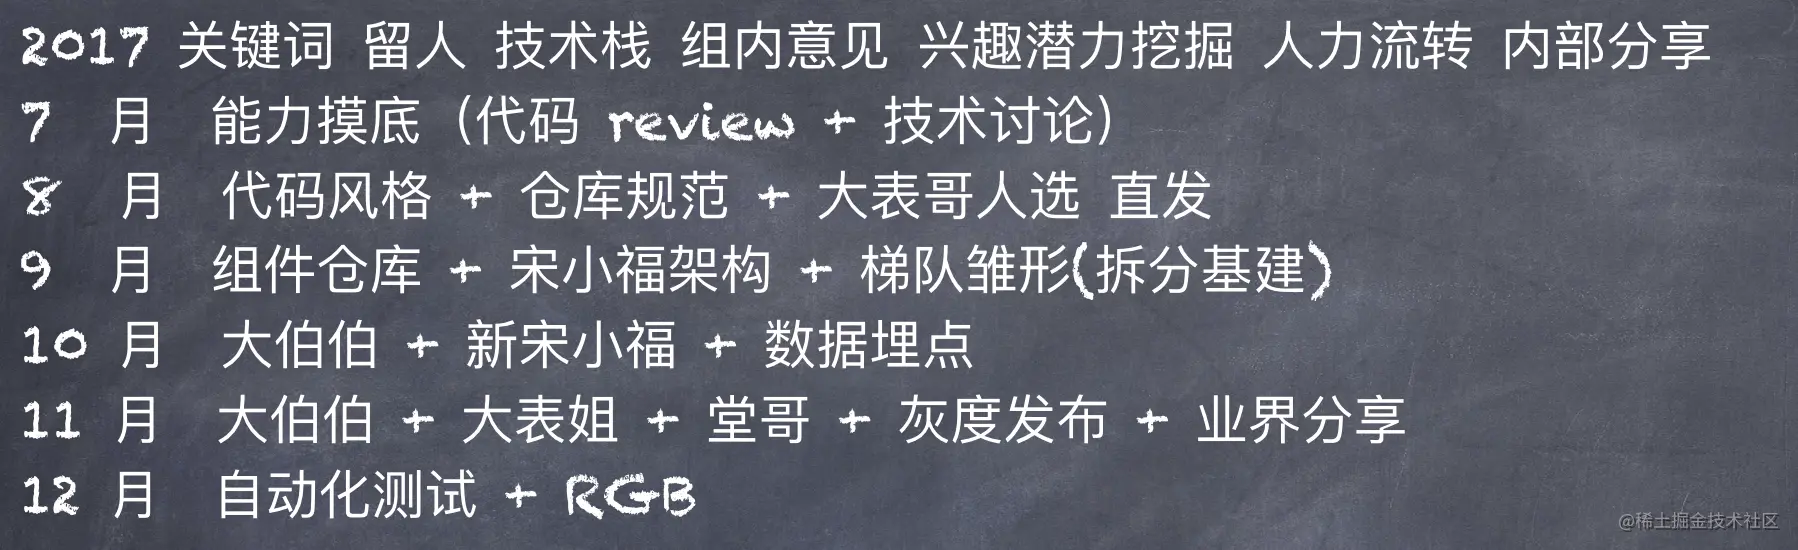 2017 关键词 留人 技术栈 组内意见 兴趣潜力挖掘 人力流转 内部分享
7 月 能力摸底（代码 review + 技术讨论）
8 月 代码风格 + 仓库规范 + 大表哥人选 直发
9 月 组件仓库 + 宋小福架构 + 梯队雏形(拆分基建)
10 月 大伯伯 + 新宋小福 + 数据埋点
11 月 大伯伯 + 大表姐 + 堂哥 + 灰度发布 + 业界分享
12 月 自动化测试 + RGB
@稀土掘金技术社区